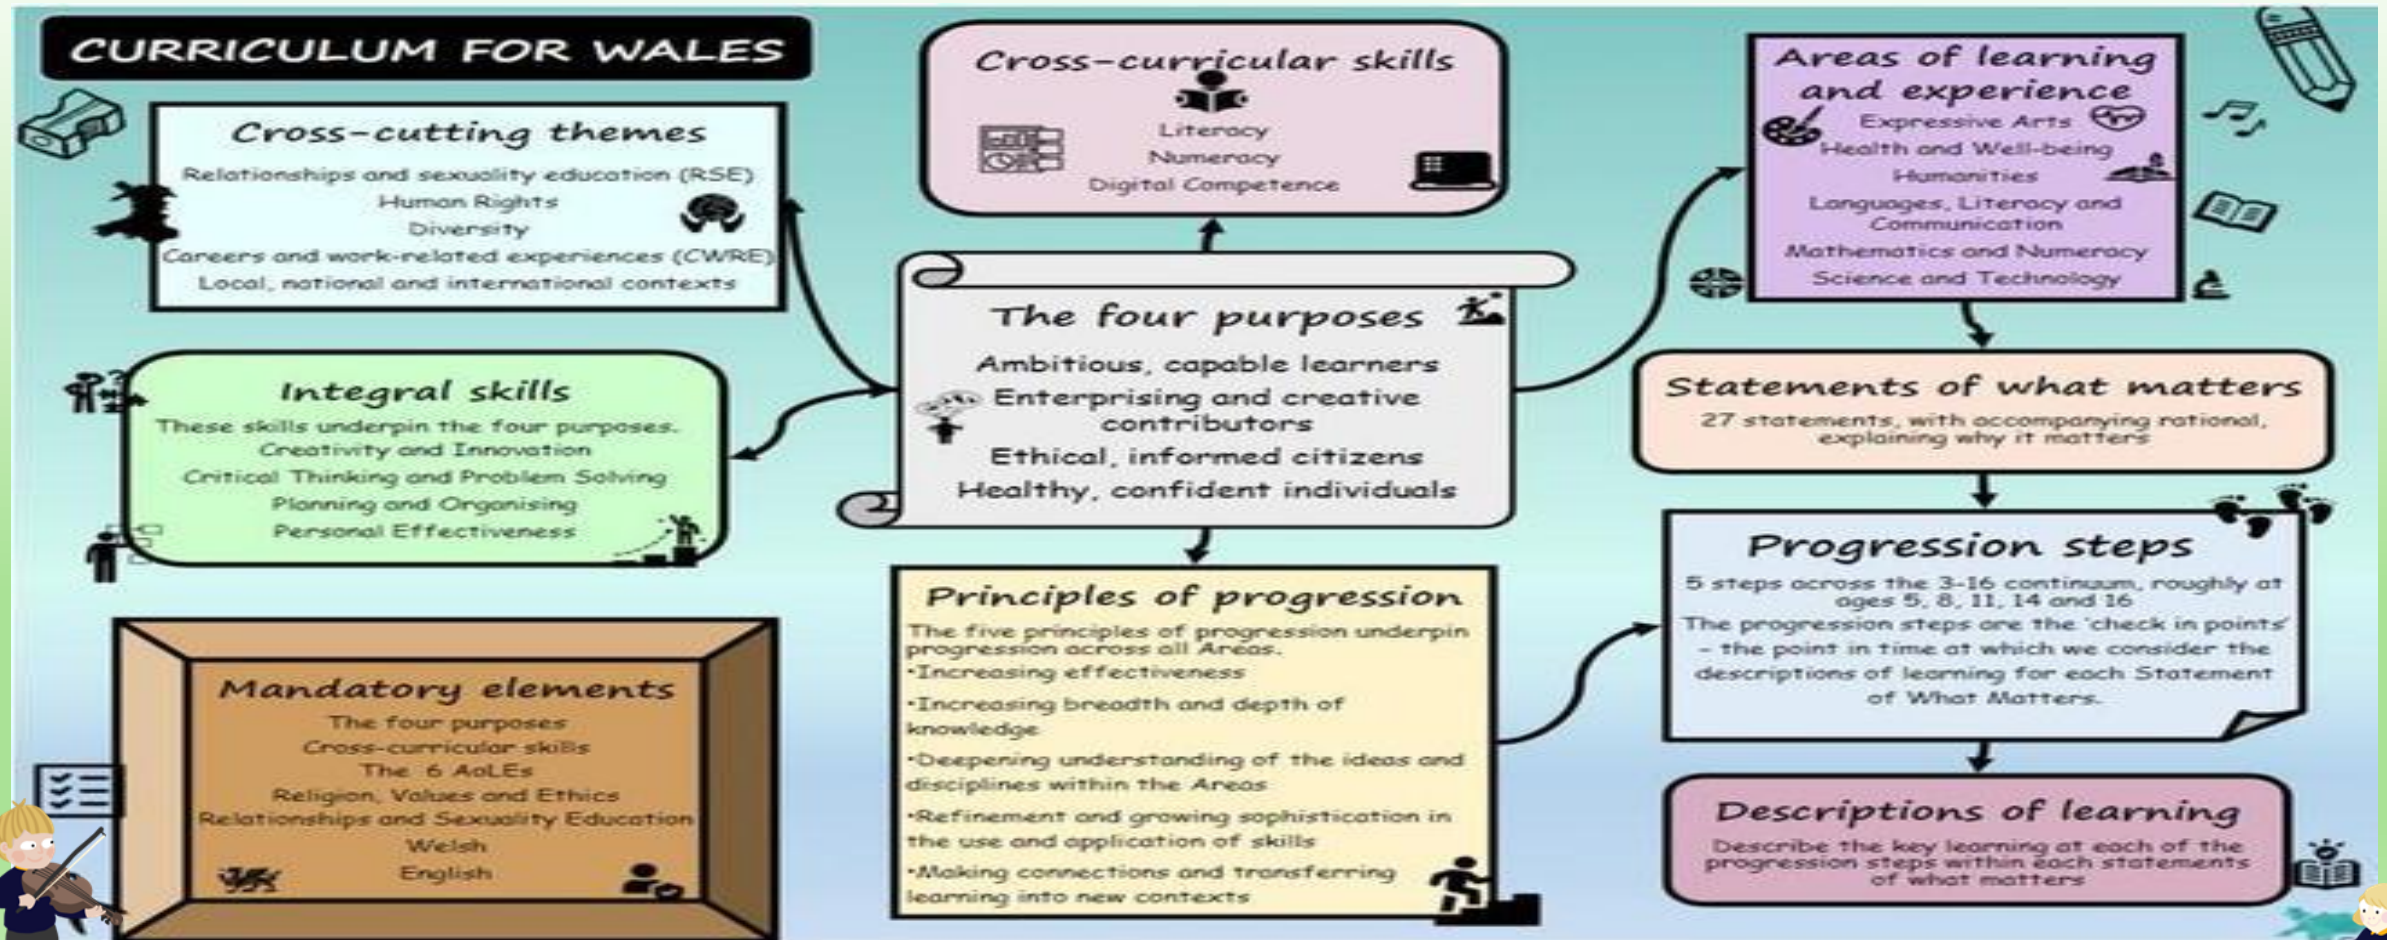 CURRICULUM FOR WALES
Cross-cutting themes
Relationships and sexuality education (RSE)
Human Rights
Diversity
Careers and work-related experiences (CWRE)
Local, national and international contexts
Integral skills
These skills underpin the four purposes.
Creativity and Innovation
Critical Thinking and Problem Solving
Planning and Organising
Personal Effectiveness
Mandatory elements
The four purposes
Cross-curricular skills
The 6 AoLEs
Religion, Values and Ethics
Relationships and Sexuality Education
Welsh
English
Cross-curricular skills
Literacy
Numeracy
Digital Competence
The four purposes
Ambitious, capable learners
Enterprising and creative
contributors
Ethical, informed citizens
Healthy, confident individuals
Principles of progression
The five principles of progression underpin
progression across all Areas.
•Increasing effectiveness
•Increasing breadth and depth of
knowledge
•Deepening understanding of the ideas and
disciplines within the Areas
•Refinement and growing sophistication in
the use and application of skills
•Making connections and transferring
learning into new contexts
Areas of learning
and experience
Expressive Arts
Health and Well-being
Humanities
Languages, Literacy and
Communication
Mathematics and Numeracy
Science and Technology
Statements of what matters
27 statements, with accompanying rational,
explaining why it matters
Progression steps
5 steps across the 3-16 continuum, roughly at
ages 5, 8, 11, 14 and 16
The progression steps are the 'check in points'
– the point in time at which we consider the
descriptions of learning for each Statement
of What Matters.
Descriptions of learning
Describe the key learning at each of the
progression steps within each statements
of what matters